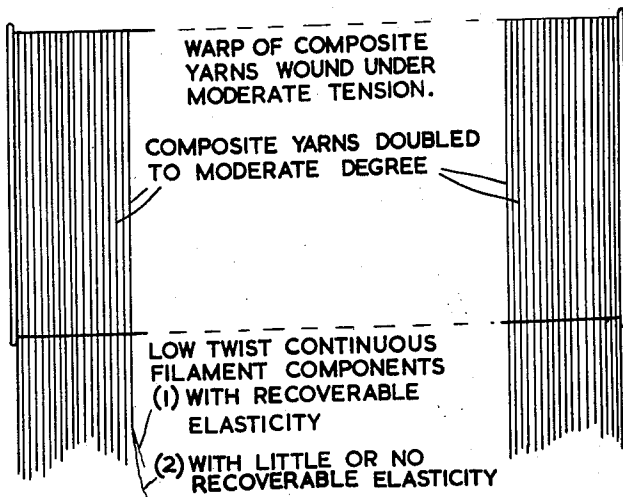 WARP OF COMPOSITE
YARNS WOUND UNDER
MODERATE TENSION.
COMPOSITE YARNS DOUBLED
TO MODERATE DEGREE
LOW TWIST CONTINUOUS
FILAMENT COMPONENTS
(1) WITH RECOVERABLE
ELASTICITY
(2) WITH LITTLE OR NO
RECOVERABLE ELASTICITY